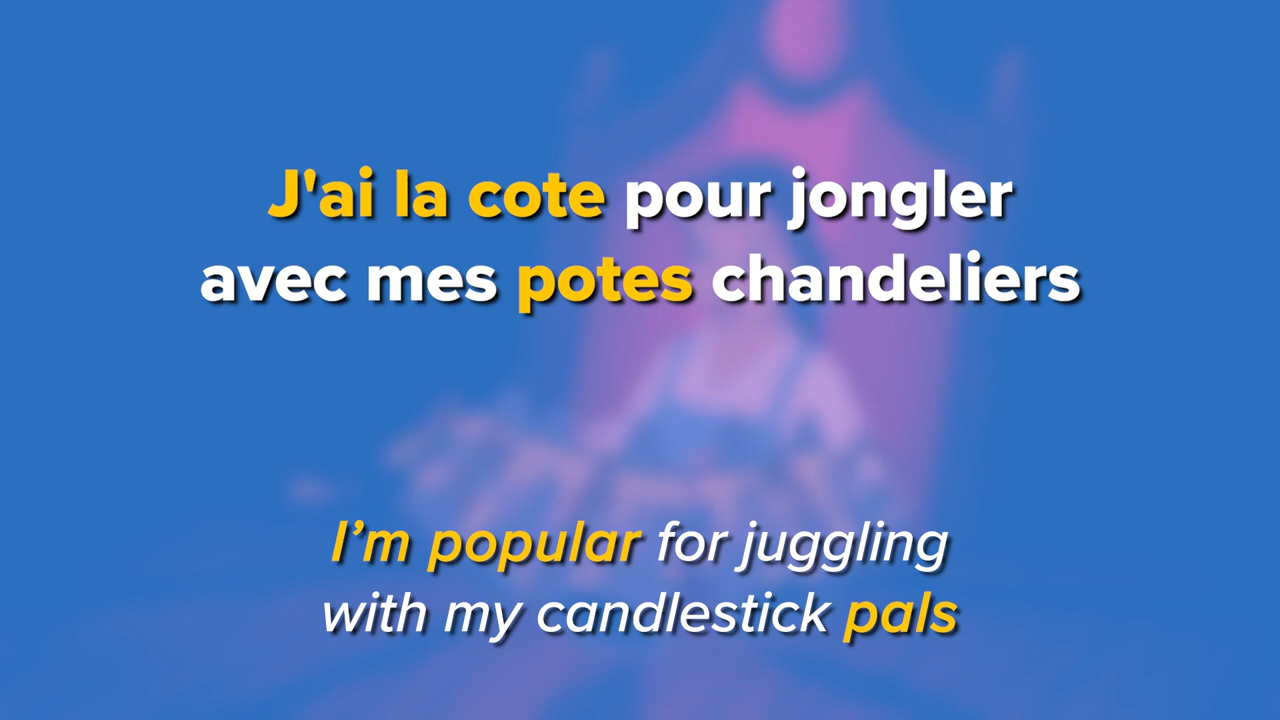 J'ai la cote pour jongler
avec mes potes chandeliers
I’m popular for juggling
with my candlestick pals